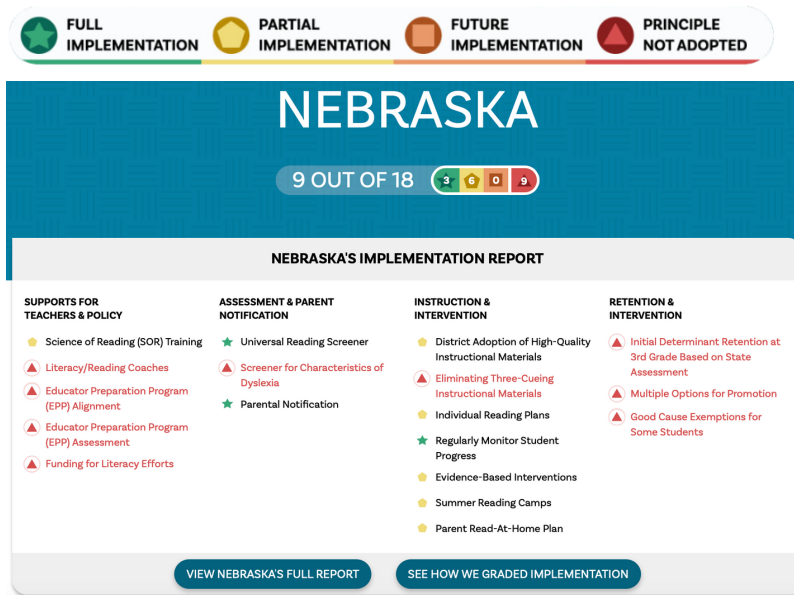 FULL
IMPLEMENTATION
PARTIAL
IMPLEMENTATION
FUTURE
IMPLEMENTATION
PRINCIPLE
NOT ADOPTED
NEBRASKA
9 OUT OF 18 3 6 0 9
NEBRASKA'S IMPLEMENTATION REPORT
SUPPORTS FOR
TEACHERS & POLICY
Science of Reading (SOR) Training
Literacy/Reading Coaches
Educator Preparation Program
(EPP) Alignment
Educator Preparation Program
(EPP) Assessment
Funding for Literacy Efforts
ASSESSMENT & PARENT
NOTIFICATION
Universal Reading Screener
Screener for Characteristics of
Dyslexia
Parental Notification
INSTRUCTION &
INTERVENTION
District Adoption of High-Quality
Instructional Materials
Eliminating Three-Cueing
Instructional Materials
Individual Reading Plans
Regularly Monitor Student
Progress
Evidence-Based Interventions
Summer Reading Camps
Parent Read-At-Home Plan
RETENTION &
INTERVENTION
Initial Determinant Retention at
3rd Grade Based on State
Assessment
Multiple Options for Promotion
Good Cause Exemptions for
Some Students
VIEW NEBRASKA'S FULL REPORT
SEE HOW WE GRADED IMPLEMENTATION